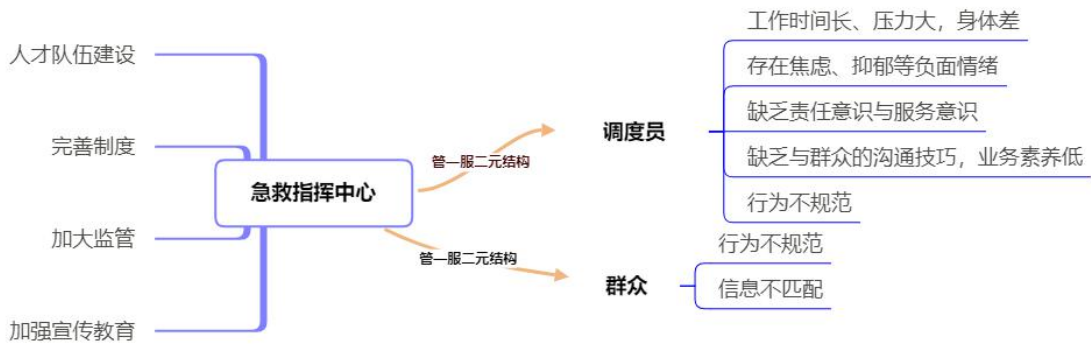 人才队伍建设
完善制度
加大监管
加强宣传教育
急救指挥中心
管—服二元结构
管—服二元结构
调度员
工作时间长、压力大，身体差
存在焦虑、抑郁等负面情绪
缺乏责任意识与服务意识
缺乏与群众的沟通技巧，业务素养低
行为不规范
群众
行为不规范
信息不匹配